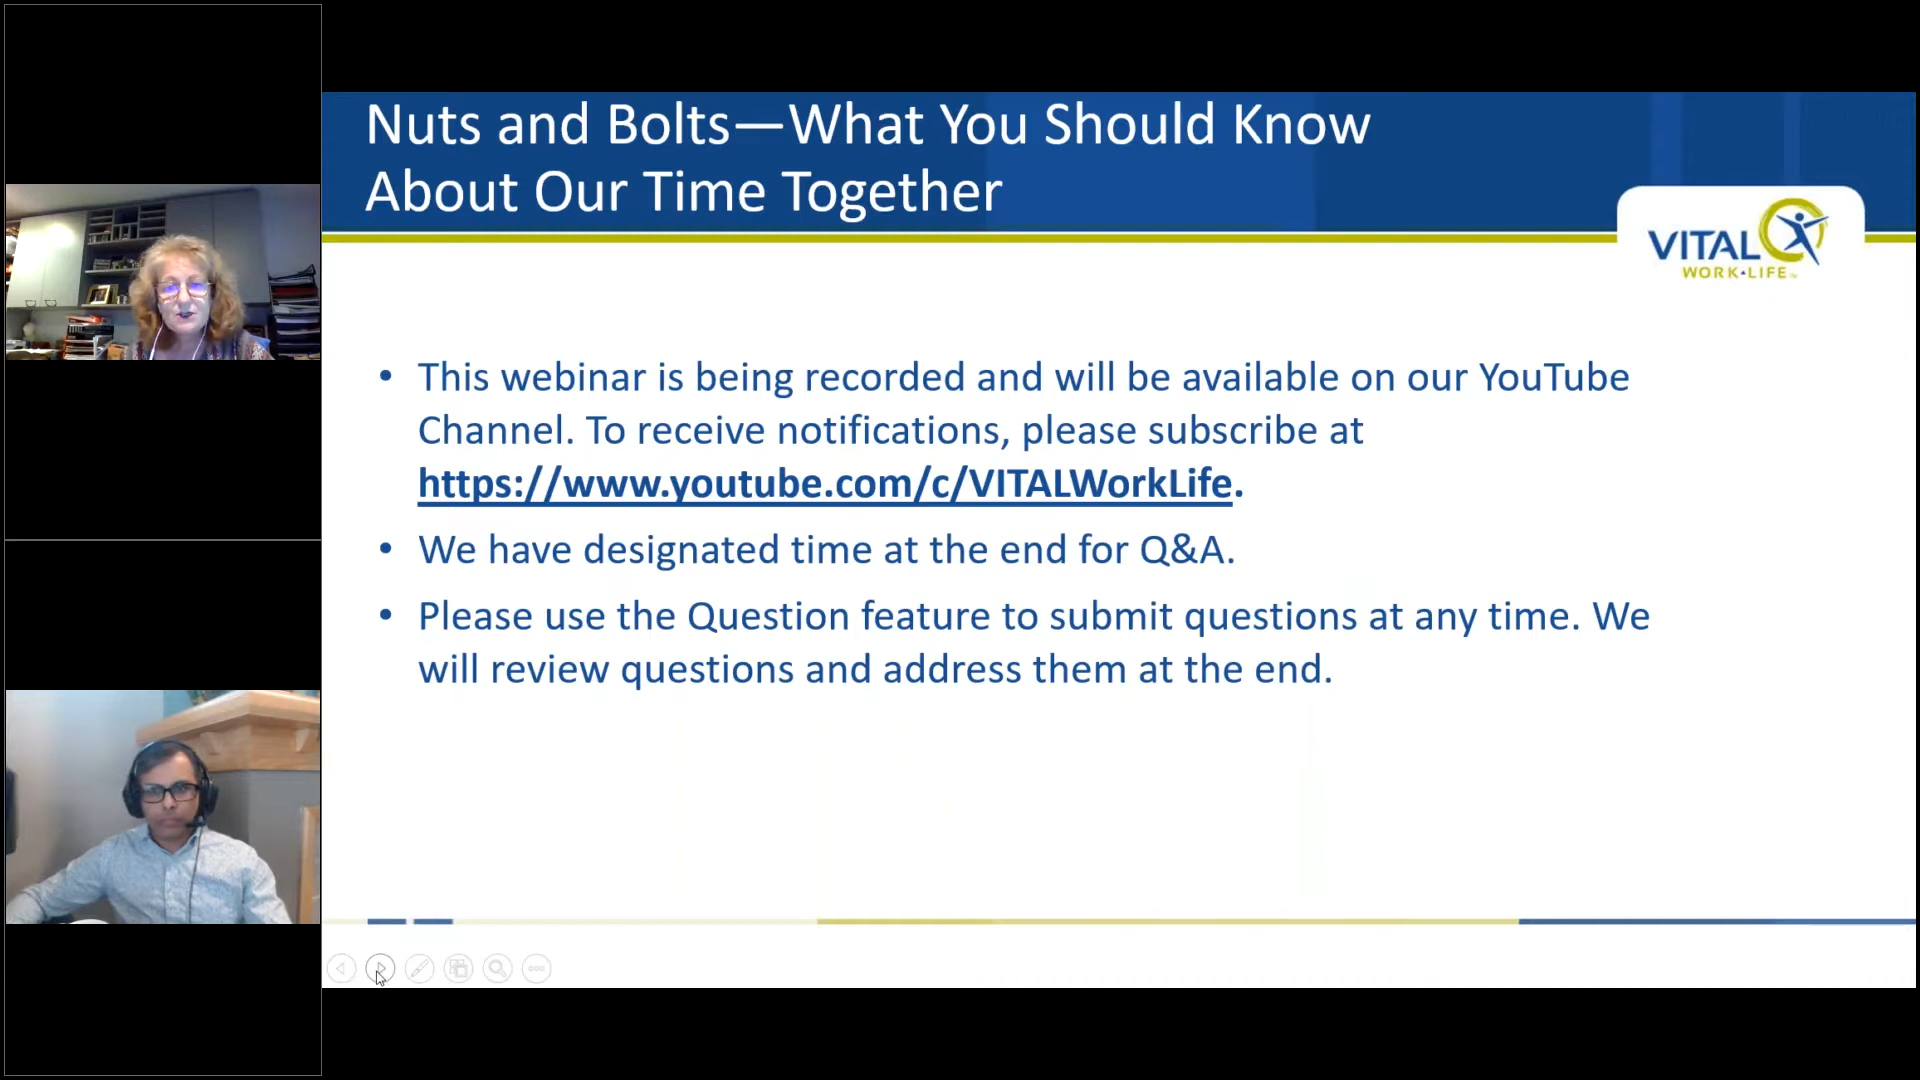 Nuts and Bolts—What You Should Know
About Our Time Together
VITAL
WORK•LIFE
• This webinar is being recorded and will be available on our YouTube
Channel. To receive notifications, please subscribe at
https://www.youtube.com/c/VITALWorkLife.
• We have designated time at the end for Q&A.
• Please use the Question feature to submit questions at any time. We
will review questions and address them at the end.